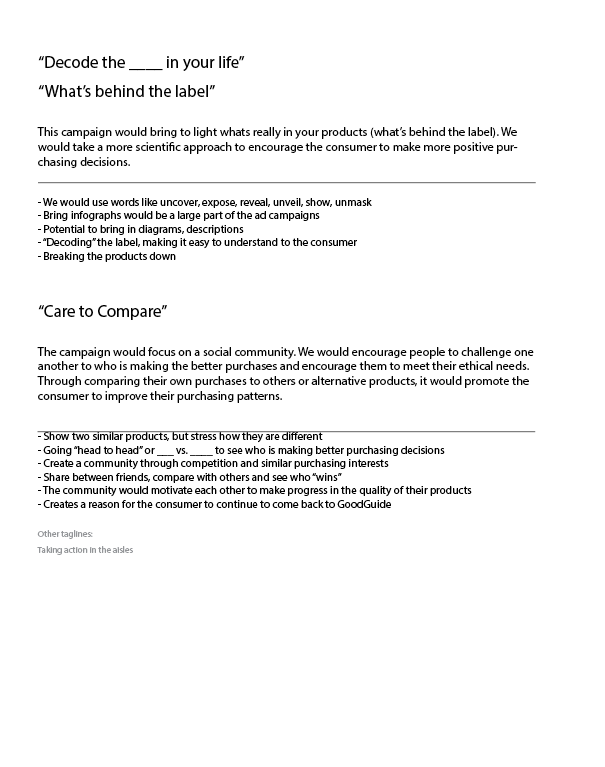 “Decode the ____ in your life”
“What’s behind the label”
This campaign would bring to light whats really in your products (what’s behind the label). We
would take a more scientific approach to encourage the consumer to make more positive pur-
chasing decisions.
- We would use words like uncover, expose, reveal, unveil, show, unmask
- Bring infographs would be a large part of the ad campaigns
- Potential to bring in diagrams, descriptions
- “Decoding” the label, making it easy to understand to the consumer
- Breaking the products down
“Care to Compare”
The campaign would focus on a social community. We would encourage people to challenge one
another to who is making the better purchases and encourage them to meet their ethical needs.
Through comparing their own purchases to others or alternative products, it would promote the
consumer to improve their purchasing patterns.
- Show two similar products, but stress how they are different
- Going “head to head” or ___ vs. ____ to see who is making better purchasing decisions
- Create a community through competition and similar purchasing interests
- Share between friends, compare with others and see who “wins”
- The community would motivate each other to make progress in the quality of their products
- Creates a reason for the consumer to continue to come back to GoodGuide
Other taglines:
Taking action in the aisles